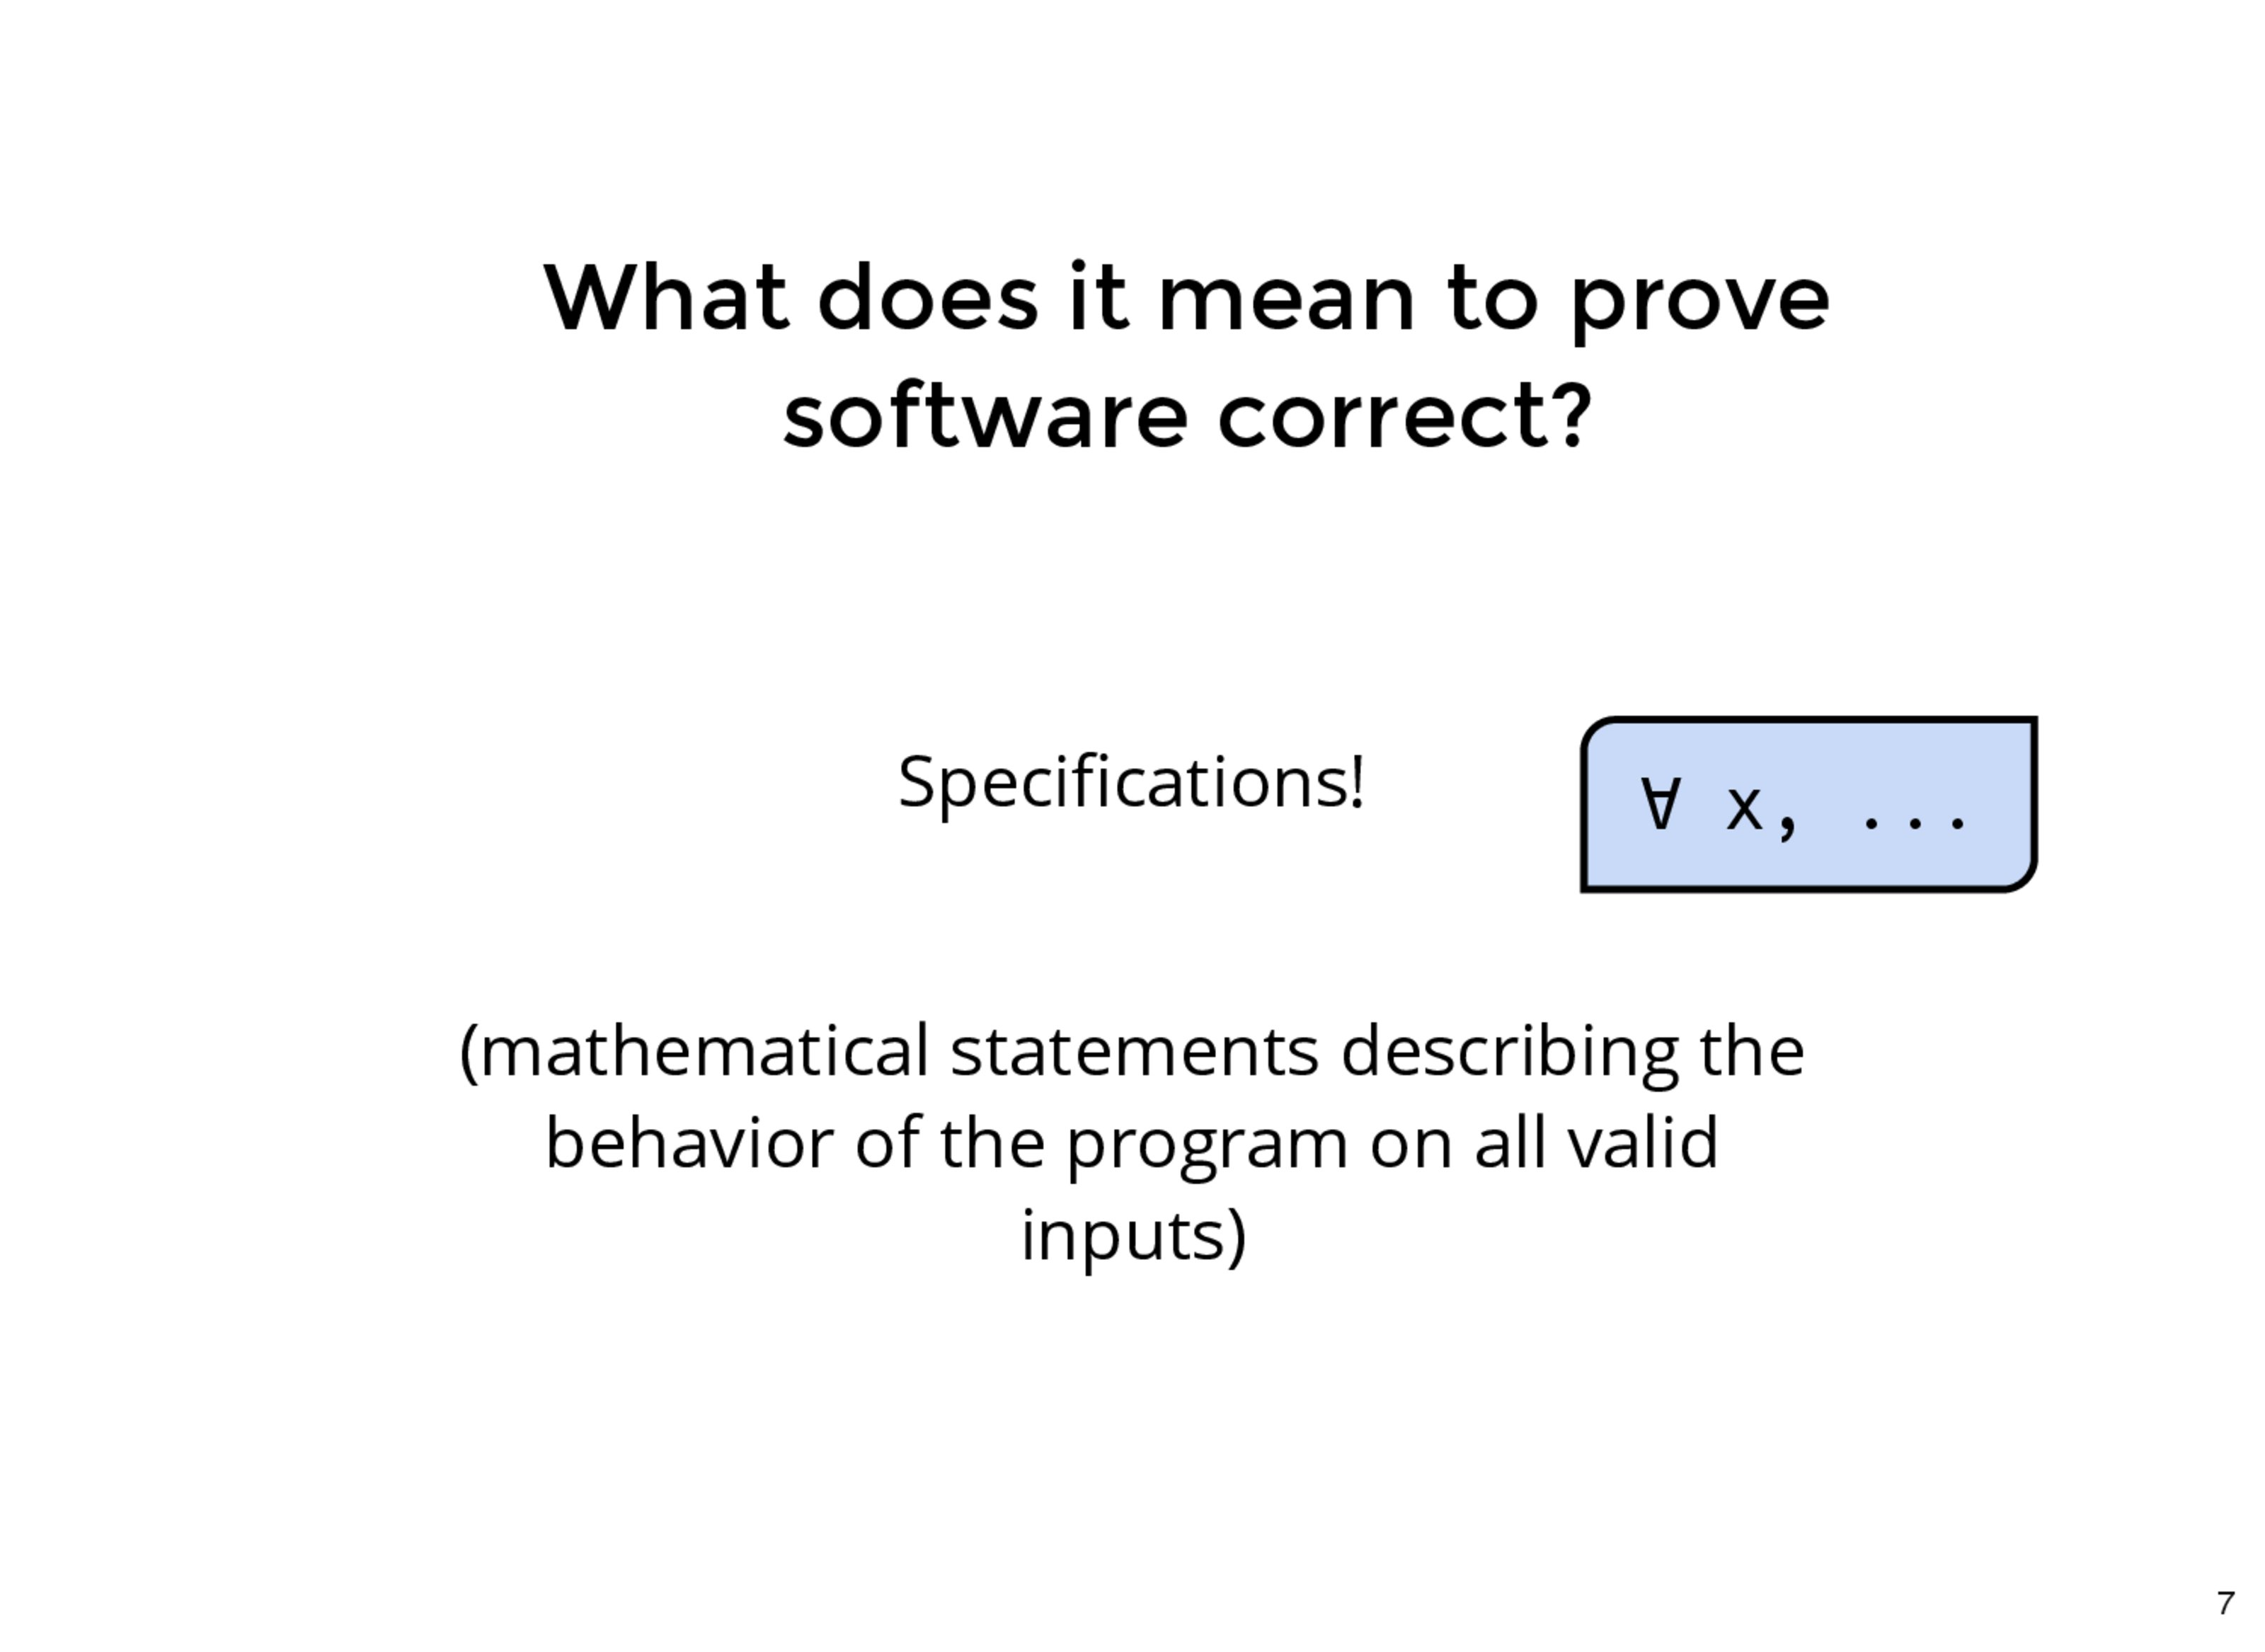 What does it mean to prove
software correct?
Specifications!
∀ x, ...
(mathematical statements describing the
behavior of the program on all valid
inputs)
7